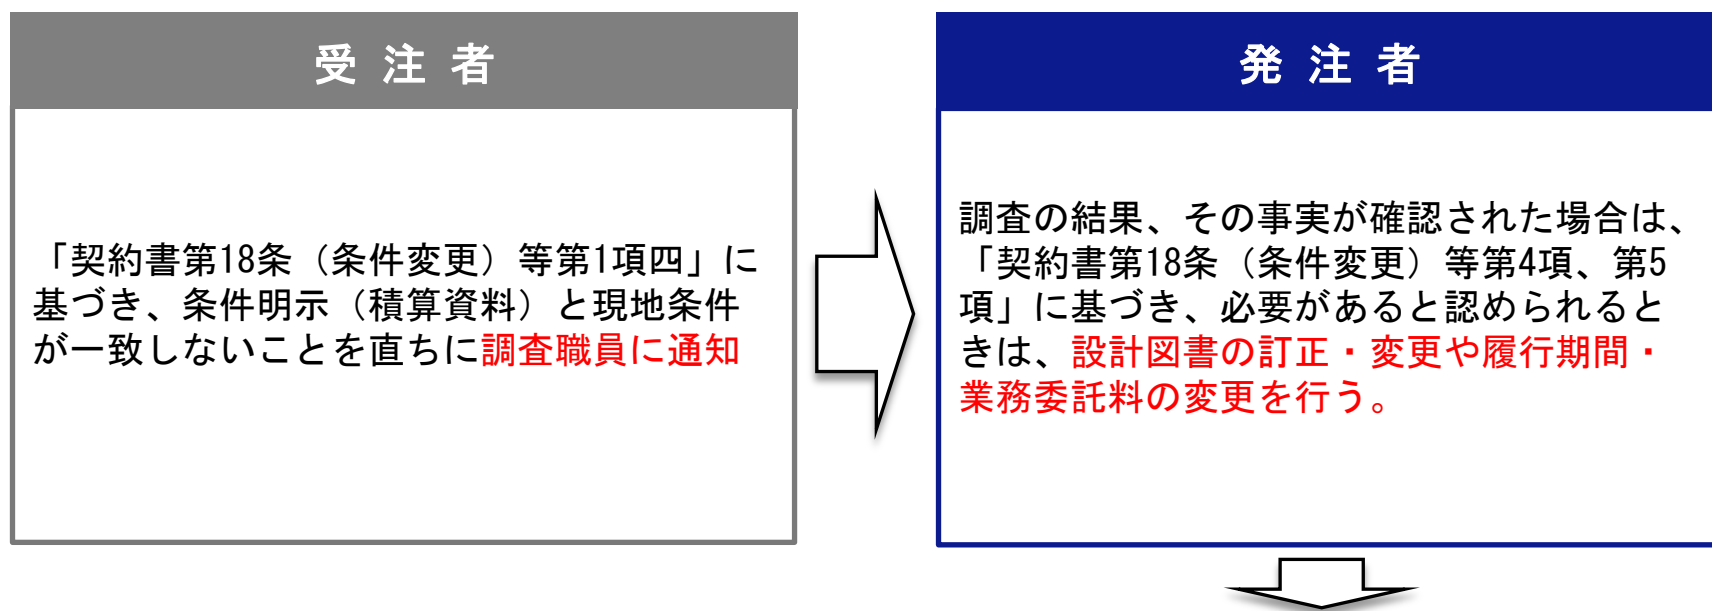 受注者
「契約書第18条（条件変更）等第1項四」に
基づき、条件明示（積算資料）と現地条件
が一致しないことを直ちに調査職員に通知
発注者
調査の結果、その事実が確認された場合は、
「契約書第18条（条件変更）等第4項、第5
項」に基づき、必要があると認められると
きは、設計図書の訂正・変更や履行期間・
業務委託料の変更を行う。